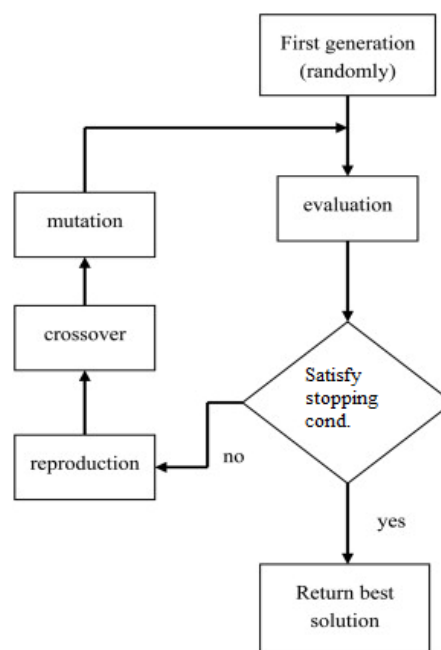 First generation
(randomly)
evaluation
mutation
crossover
reproduction
Satisfy
stopping
cond.
no
yes
Return best
solution